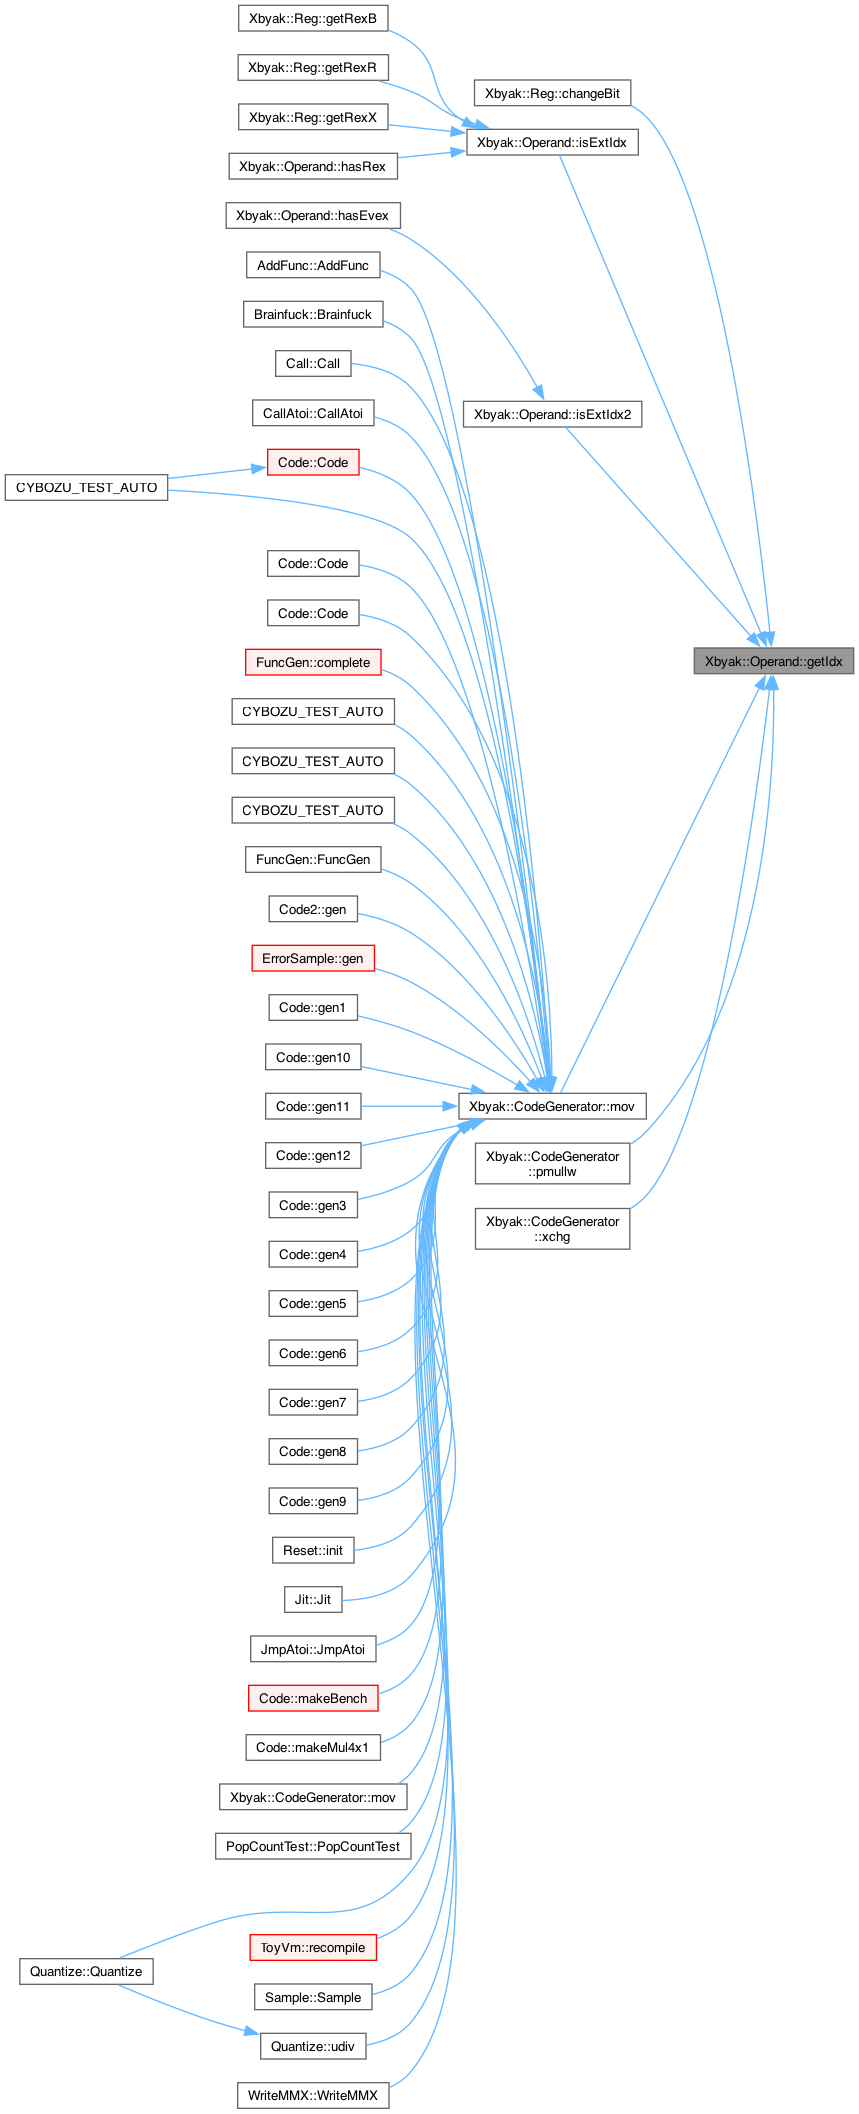 Xbyak::Reg::getRexB
Xbyak::Reg::getRexR
Xbyak::Reg::changeBit
Xbyak::Reg::getRexX
Xbyak::Operand::isExtIdx
Xbyak::Operand::hasRex
Xbyak::Operand::hasEvex
AddFunc::AddFunc
Brainfuck::Brainfuck
Call::Call
CallAtoi::CallAtoi
Xbyak::Operand::isExtIdx2
Code::Code
CYBOZU_TEST_AUTO
Code::Code
Code::Code
FuncGen::complete
Xbyak::Operand::getIdx
CYBOZU_TEST_AUTO
CYBOZU_TEST_AUTO
CYBOZU_TEST_AUTO
FuncGen::FuncGen
Code2::gen
ErrorSample::gen
Code::gen1
Code::gen10
Code::gen11
Xbyak::CodeGenerator::mov
Code::gen12
Xbyak::CodeGenerator
::pmullw
Code::gen3
Xbyak::CodeGenerator
::xchg
Code::gen4
Code::gen5
Code::gen6
Code::gen7
Code::gen8
Code::gen9
Reset::init
Jit::Jit
JmpAtoi::JmpAtoi
Code::makeBench
Code::makeMul4x1
Xbyak::CodeGenerator::mov
PopCountTest::PopCountTest
ToyVm::recompile
Quantize::Quantize
Sample::Sample
Quantize::udiv
WriteMMX::WriteMMX